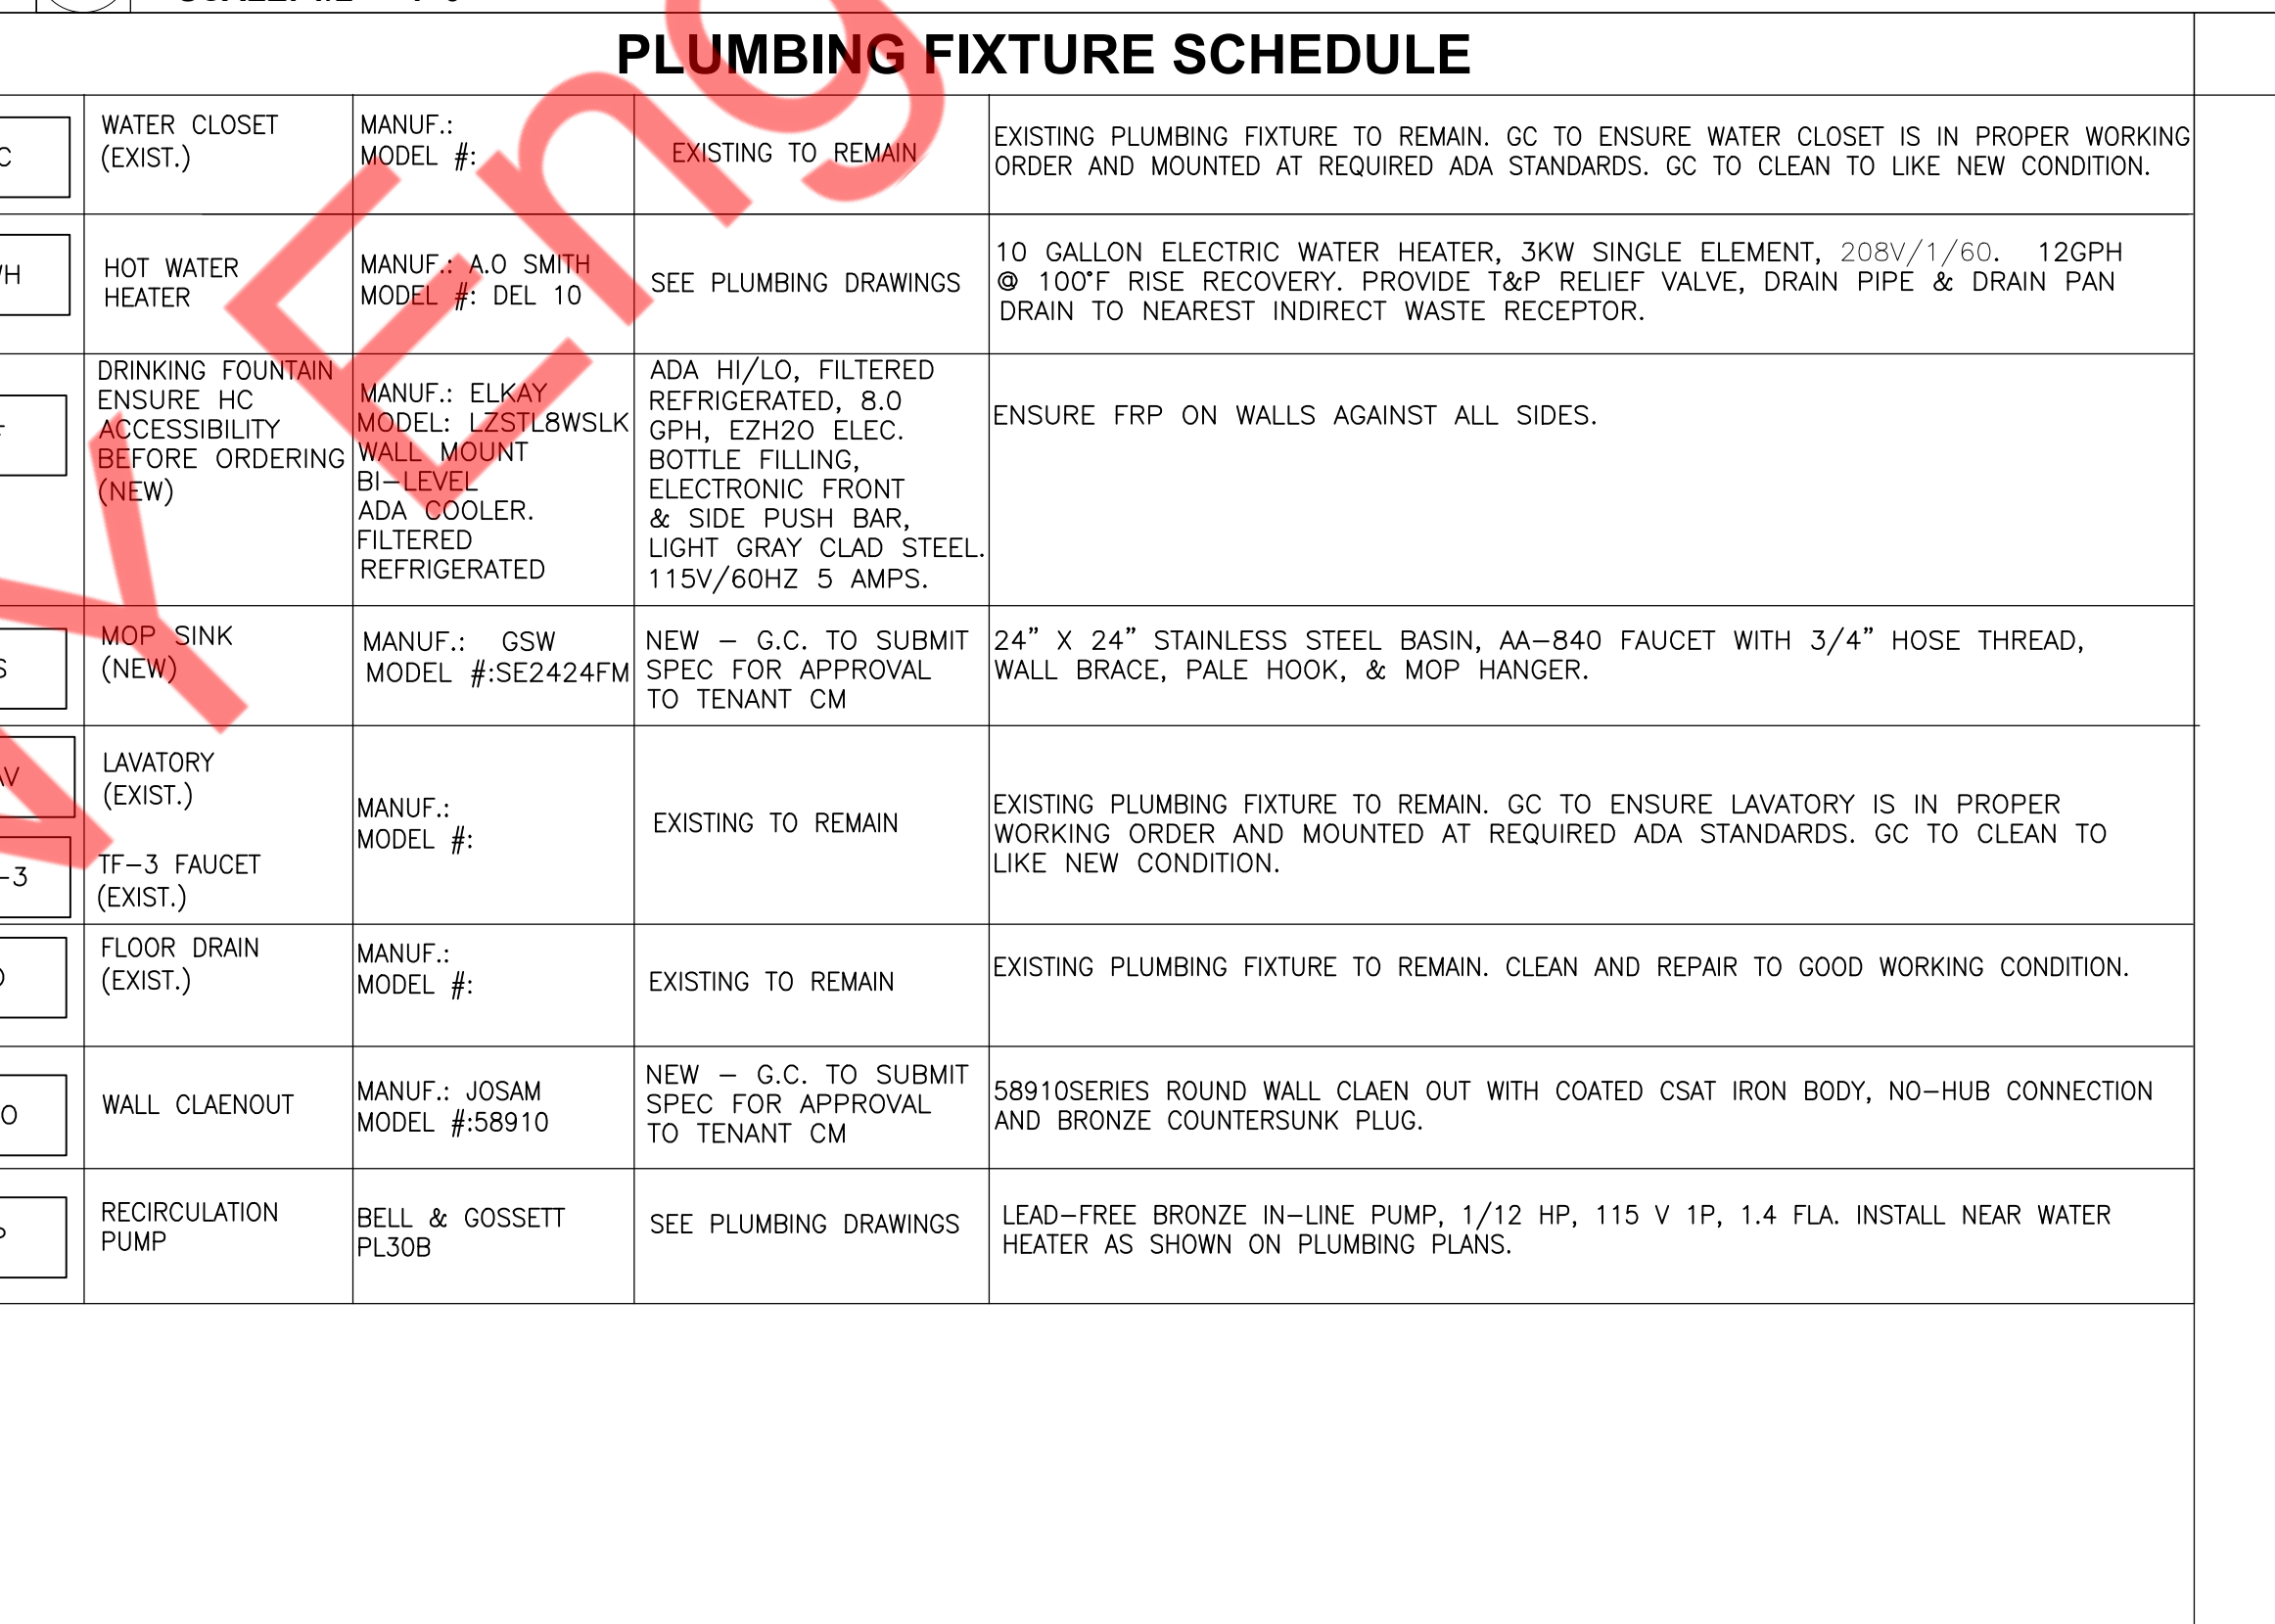 PLUMBING FIXTURE SCHEDULE
C
WATER CLOSET
(EXIST.)
MANUF.:
MODEL #:
EXISTING TO REMAIN
EXISTING PLUMBING FIXTURE TO REMAIN. GC TO ENSURE WATER CLOSET IS IN PROPER WORKING
ORDER AND MOUNTED AT REQUIRED ADA STANDARDS. GC TO CLEAN TO LIKE NEW CONDITION.
H
HOT WATER
HEATER
MANUF.: A.O SMITH
MODEL #: DEL 10
SEE PLUMBING DRAWINGS
10 GALLON ELECTRIC WATER HEATER, 3KW SINGLE ELEMENT, 208V/1/60. 12GPH
@ 100°F RISE RECOVERY. PROVIDE T&P RELIEF VALVE, DRAIN PIPE & DRAIN PAN
DRAIN TO NEAREST INDIRECT WASTE RECEPTOR.
DRINKING FOUNTAIN
ENSURE HC
ACCESSIBILITY
BEFORE ORDERING
(NEW)
MANUF.: ELKAY
MODEL: LZSTL8WSLK
WALL MOUNT
BI-LEVEL
ADA COOLER.
FILTERED
REFRIGERATED
ADA HI/LO, FILTERED
REFRIGERATED, 8.0
GPH, EZH2O ELEC.
BOTTLE FILLING,
ELECTRONIC FRONT
& SIDE PUSH BAR,
LIGHT GRAY CLAD STEEL.
115V/60HZ 5 AMPS.
ENSURE FRP ON WALLS AGAINST ALL SIDES.
S
MOP SINK
(NEW)
MANUF.: GSW
MODEL #:SE2424FM
NEW - G.C. TO SUBMIT
SPEC FOR APPROVAL
TO TENANT CM
24" X 24" STAINLESS STEEL BASIN, AA-840 FAUCET WITH 3/4" HOSE THREAD,
WALL BRACE, PALE HOOK, & MOP HANGER.
AV
-3
LAVATORY
(EXIST.)
TF-3 FAUCET
(EXIST.)
MANUF.:
MODEL #:
EXISTING TO REMAIN
EXISTING PLUMBING FIXTURE TO REMAIN. GC TO ENSURE LAVATORY IS IN PROPER
WORKING ORDER AND MOUNTED AT REQUIRED ADA STANDARDS. GC TO CLEAN TO
LIKE NEW CONDITION.
FLOOR DRAIN
(EXIST.)
MANUF.:
MODEL #:
EXISTING TO REMAIN
EXISTING PLUMBING FIXTURE TO REMAIN. CLEAN AND REPAIR TO GOOD WORKING CONDITION.
O
WALL CLAENOUT
MANUF.: JOSAM
MODEL #:58910
NEW - G.C. TO SUBMIT
SPEC FOR APPROVAL
TO TENANT CM
58910SERIES ROUND WALL CLAEN OUT WITH COATED CSAT IRON BODY, NO-HUB CONNECTION
AND BRONZE COUNTERSUNK PLUG.
RECIRCULATION
PUMP
BELL & GOSSETT
PL30B
SEE PLUMBING DRAWINGS
LEAD-FREE BRONZE IN-LINE PUMP, 1/12 HP, 115 V 1P, 1.4 FLA. INSTALL NEAR WATER
HEATER AS SHOWN ON PLUMBING PLANS.
Y Eng